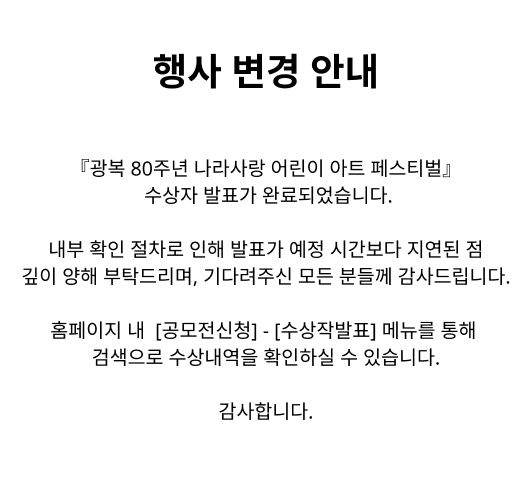 행사 변경 안내
『광복 80주년 나라사랑 어린이 아트 페스티벌』
수상자 발표가 완료되었습니다.
내부 확인 절차로 인해 발표가 예정 시간보다 지연된 점
깊이 양해 부탁드리며, 기다려주신 모든 분들께 감사드립니다.
홈페이지 내  [공모전신청] - [수상작발표] 메뉴를 통해
검색으로 수상내역을 확인하실 수 있습니다.
감사합니다.